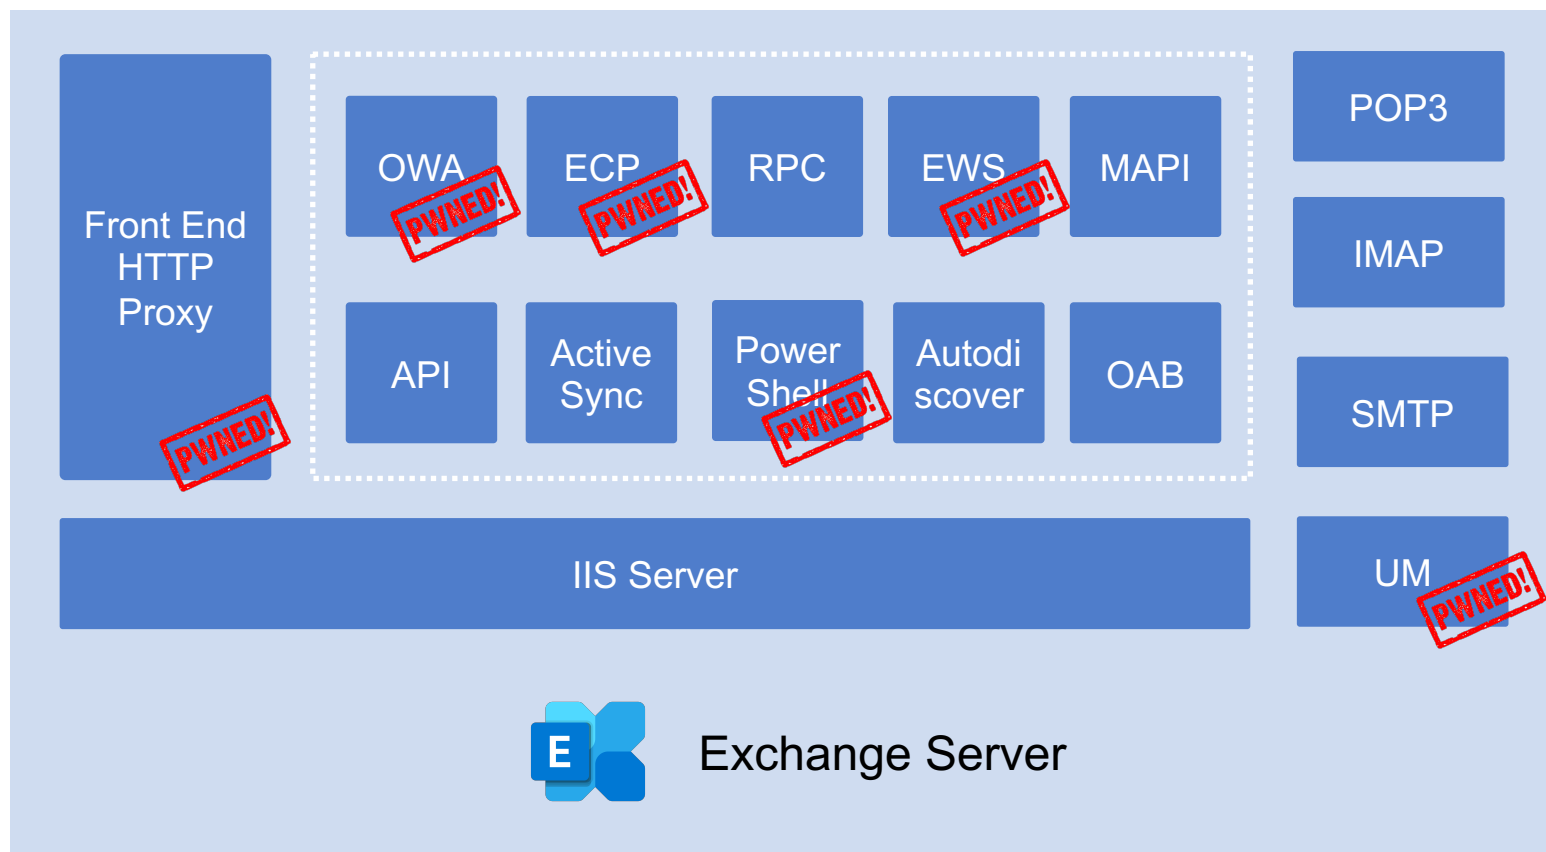 Front End
HTTP
Proxy
PWNED!
OWA
PWNED!
ECP
PWNED!
RPC
EWS
PWNED!
MAPI
API
Active
Sync
Power
Shell
PWNED!
Autodi
scover
OAB
POP3
IMAP
SMTP
UM
PWNED!
IIS Server
E
Exchange Server